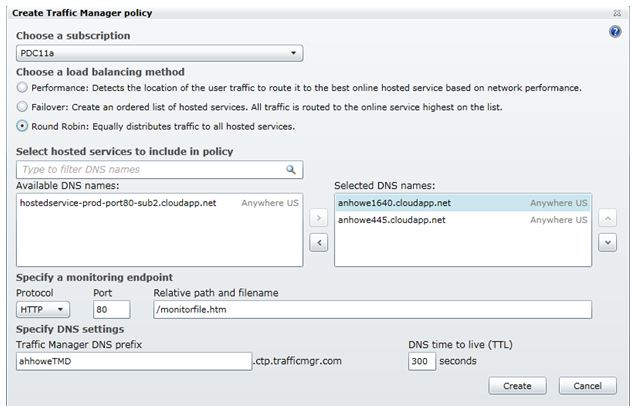 Create Traffic Manager policy
Choose a subscription
PDC11a
Choose a load balancing method
Performance: Detects the location of the user traffic to route it to the best online hosted service based on network performance.
Failover: Create an ordered list of hosted services. All traffic is routed to the online service highest on the list.
Round Robin: Equally distributes traffic to all hosted services.
Select hosted services to include in policy
Type to filter DNS names
Available DNS names: Selected DNS names:
hostedservice-prod-port80-sub2.cloudapp.net Anywhere US anhowe1640.cloudapp.net Anywhere US
anhowe445.cloudapp.net Anywhere US
Specify a monitoring endpoint
Protocol Port Relative path and filename
HTTP 80 /monitorfile.htm
Specify DNS settings
Traffic Manager DNS prefix DNS time to live (TTL)
ahhoweTMD .ctp.trafficmgr.com 300 seconds
Create Cancel